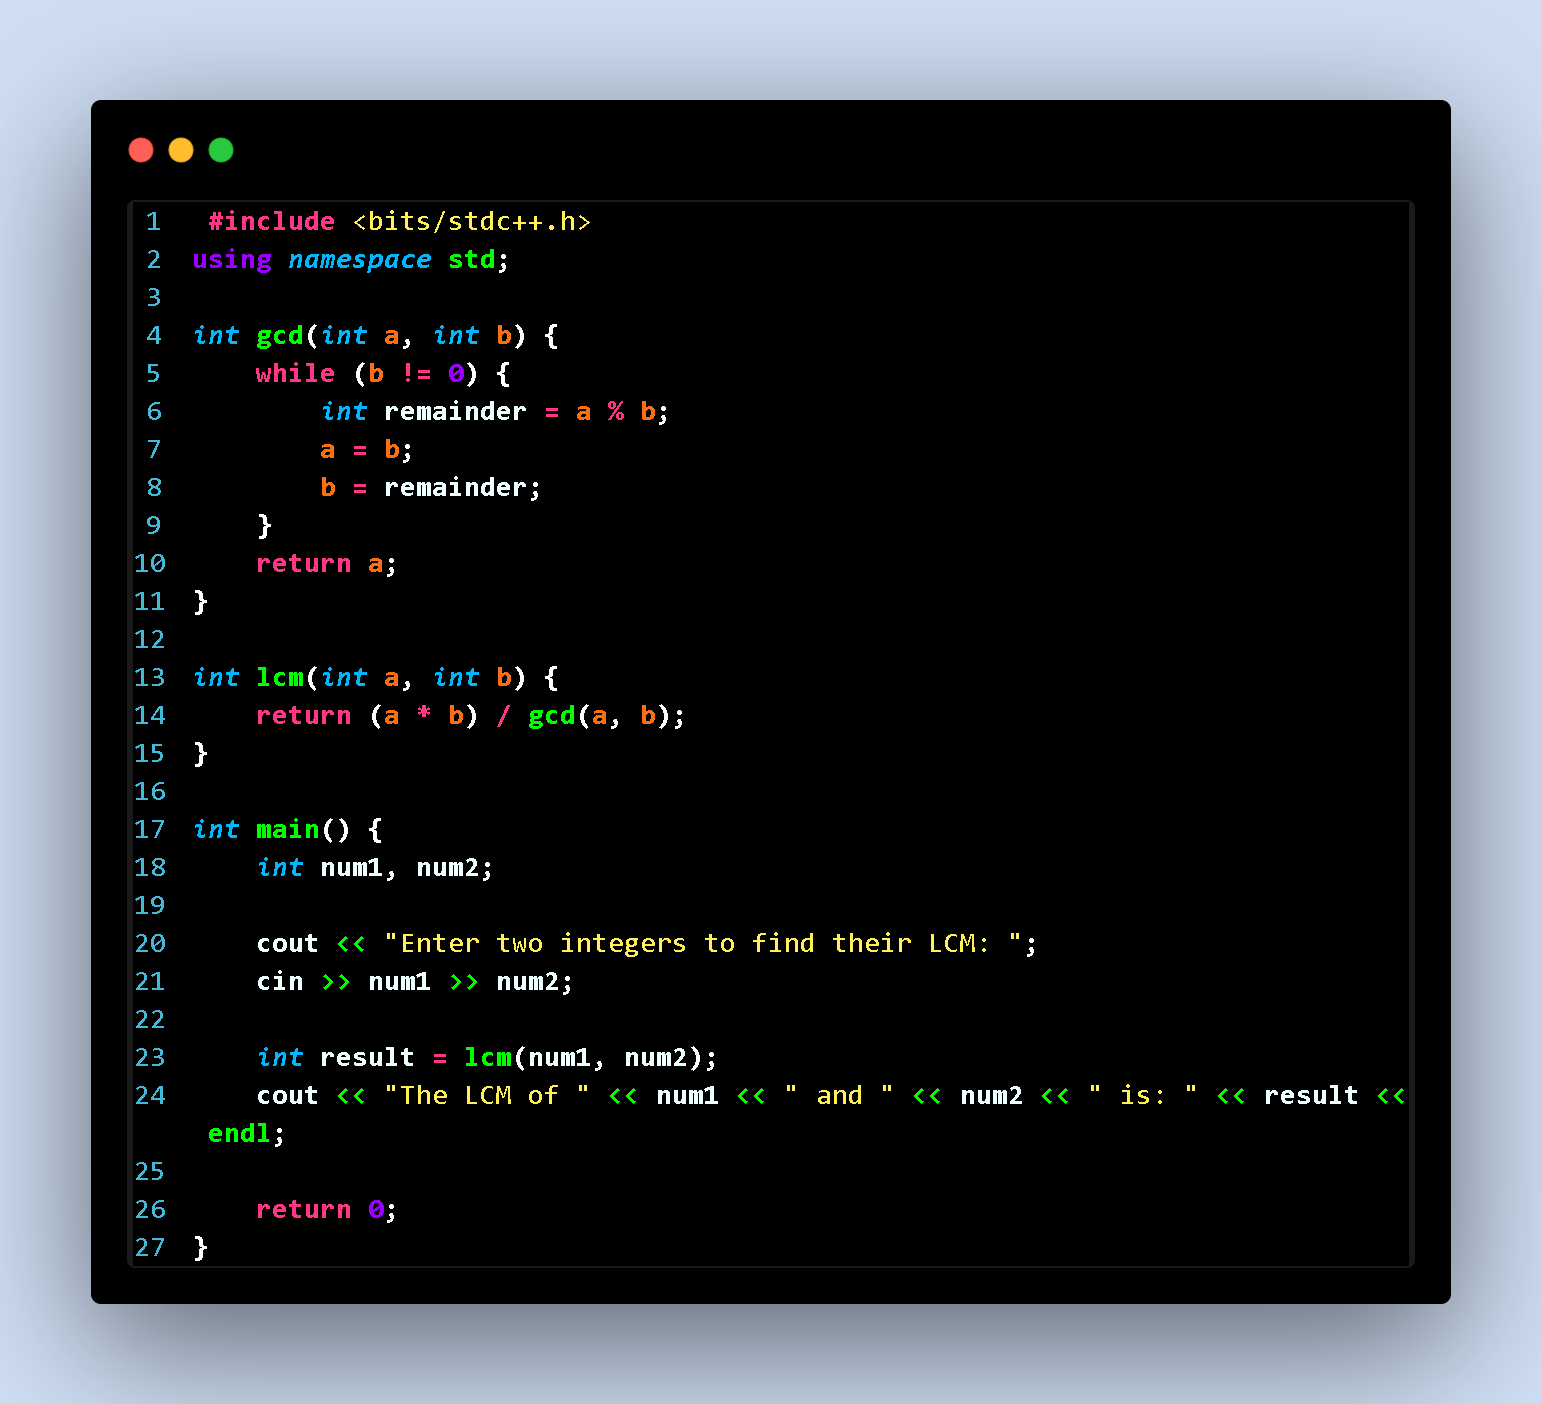 1 #include <bits/stdc++.h>
2 using namespace std;
3
4 int gcd(int a, int b) {
5     while (b != 0) {
6         int remainder = a % b;
7         a = b;
8         b = remainder;
9     }
10     return a;
11 }
12
13 int lcm(int a, int b) {
14     return (a * b) / gcd(a, b);
15 }
16
17 int main() {
18     int num1, num2;
19
20     cout << "Enter two integers to find their LCM: ";
21     cin >> num1 >> num2;
22
23     int result = lcm(num1, num2);
24     cout << "The LCM of " << num1 << " and " << num2 << " is: " << result <<
endl;
25
26     return 0;
27 }